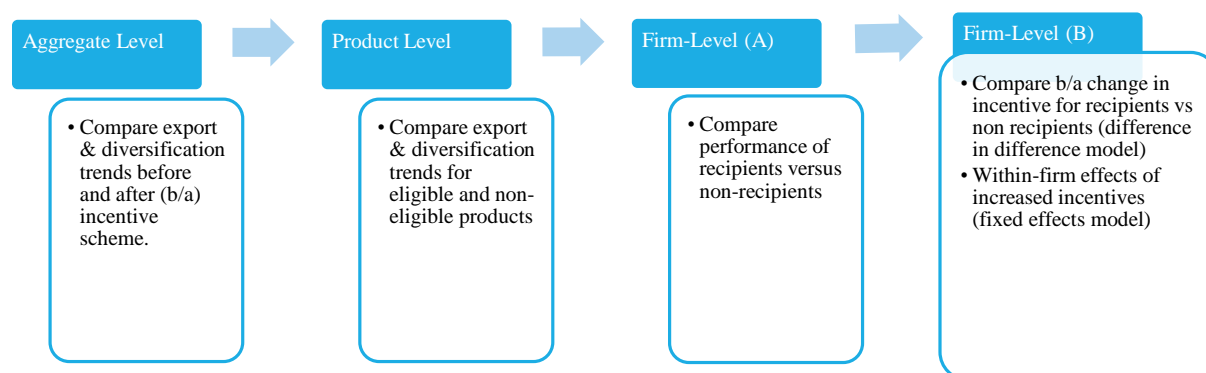 Aggregate Level
• Compare export
& diversification
trends before
and after (b/a)
incentive
scheme.
Product Level
• Compare export
& diversification
trends for
eligible and non-
eligible products
Firm-Level (A)
• Compare
performance of
recipients versus
non-recipients
Firm-Level (B)
• Compare b/a change in
incentive for recipients vs
non recipients (difference
in difference model)
• Within-firm effects of
increased incentives
(fixed effects model)